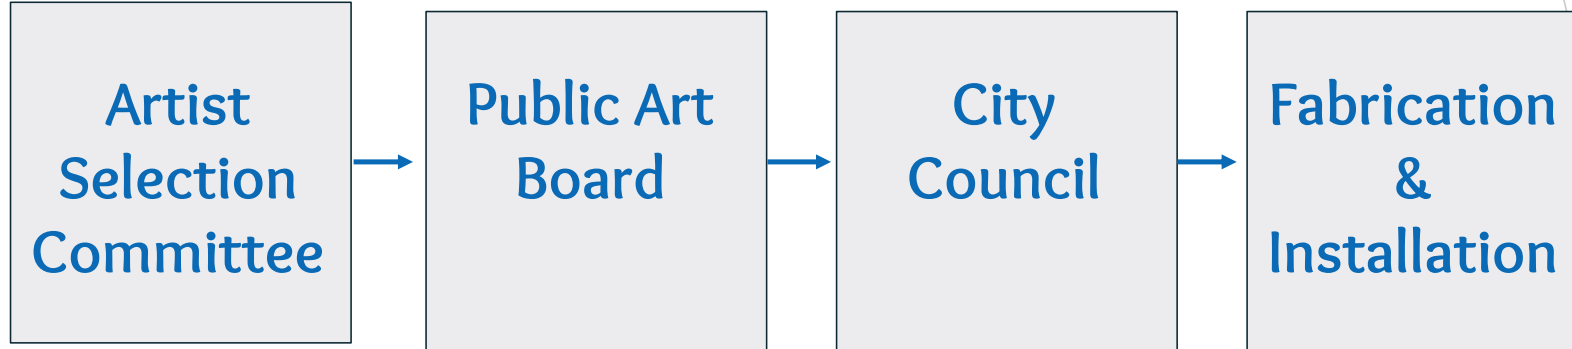 Artist
Selection
Committee
Public Art
Board
City
Council
Fabrication
&
Installation